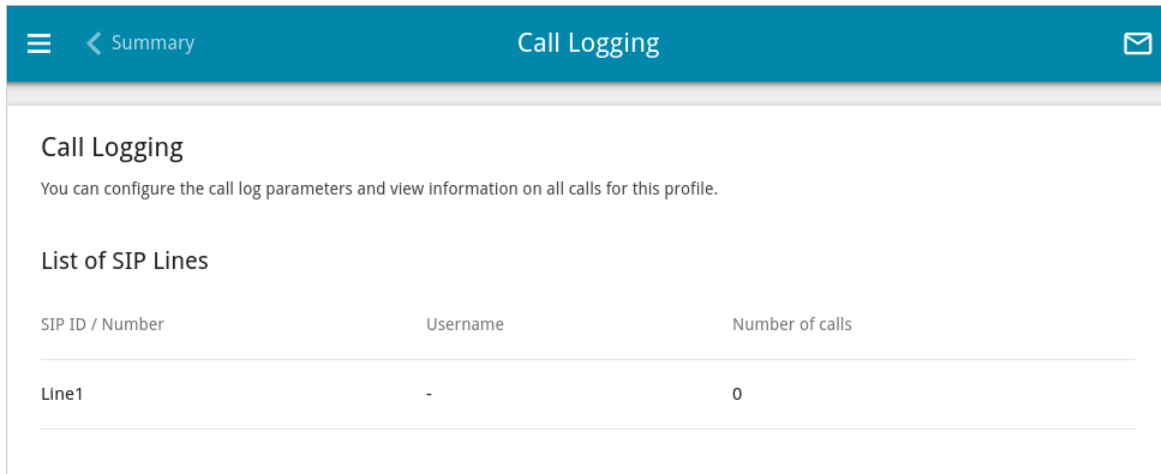 Summary
Call Logging
Call Logging
You can configure the call log parameters and view information on all calls for this profile.
List of SIP Lines
SIP ID / Number Username Number of calls
Line1 - 0